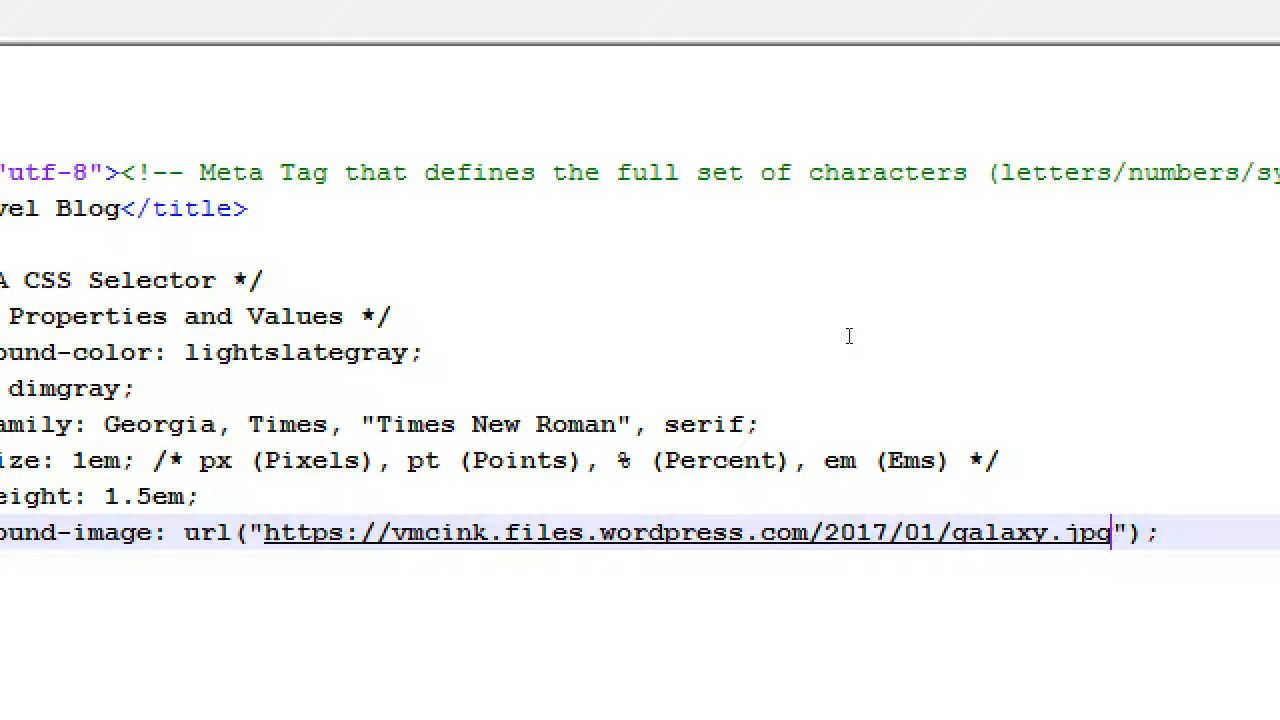 "utf-8"><!-- Meta Tag that defines the full set of characters (letters/numbers/sy
vel Blog</title>
A CSS Selector */
Properties and Values */
ound-color: lightslategray;
dimgray;
amily: Georgia, Times, "Times New Roman", serif;
ize: 1em; /* px (Pixels), pt (Points), % (Percent), em (Ems) */
eight: 1.5em;
ound-image: url("https://vmcink.files.wordpress.com/2017/01/galaxy.jpg");